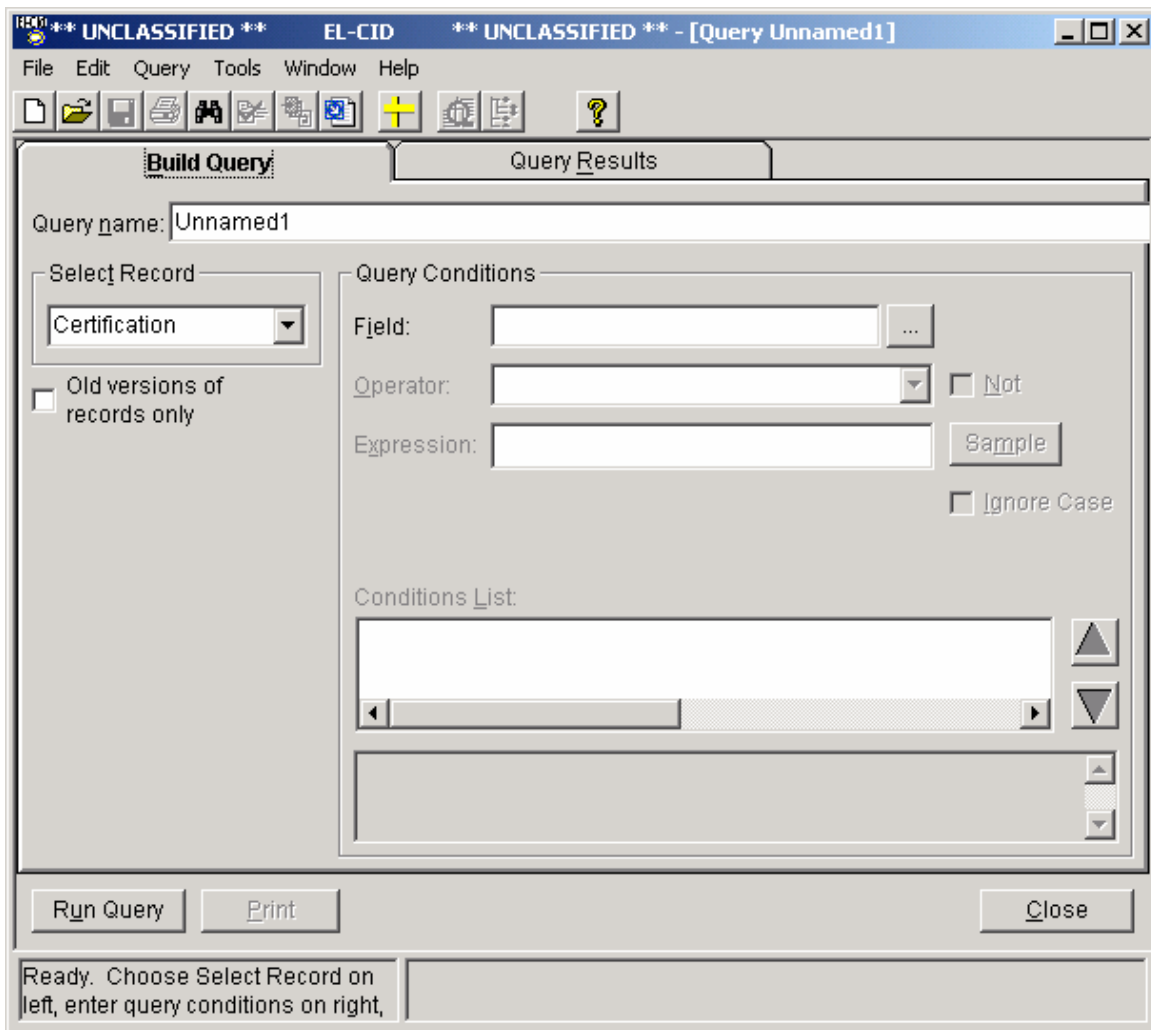 ** UNCLASSIFIED ** EL-CID ** UNCLASSIFIED ** - [Query Unnamed1]
File Edit Query Tools Window Help
Build Query Query Results
Query name: Unnamed1
Select Record
Certification
Old versions of
records only
Query Conditions
Field: ...
Operator: Not
Expression: Sample
Ignore Case
Conditions List:
Run Query Print Close
Ready. Choose Select Record on
left, enter query conditions on right,